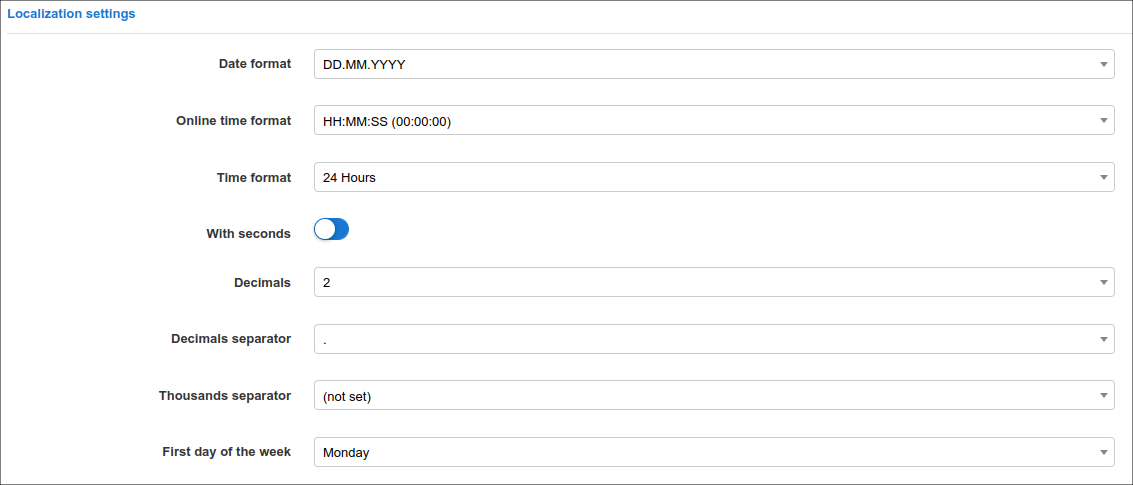 Localization settings
Date format DD.MM.YYYY
Online time format HH:MM:SS (00:00:00)
Time format 24 Hours
With seconds
Decimals 2
Decimals separator .
Thousands separator (not set)
First day of the week Monday